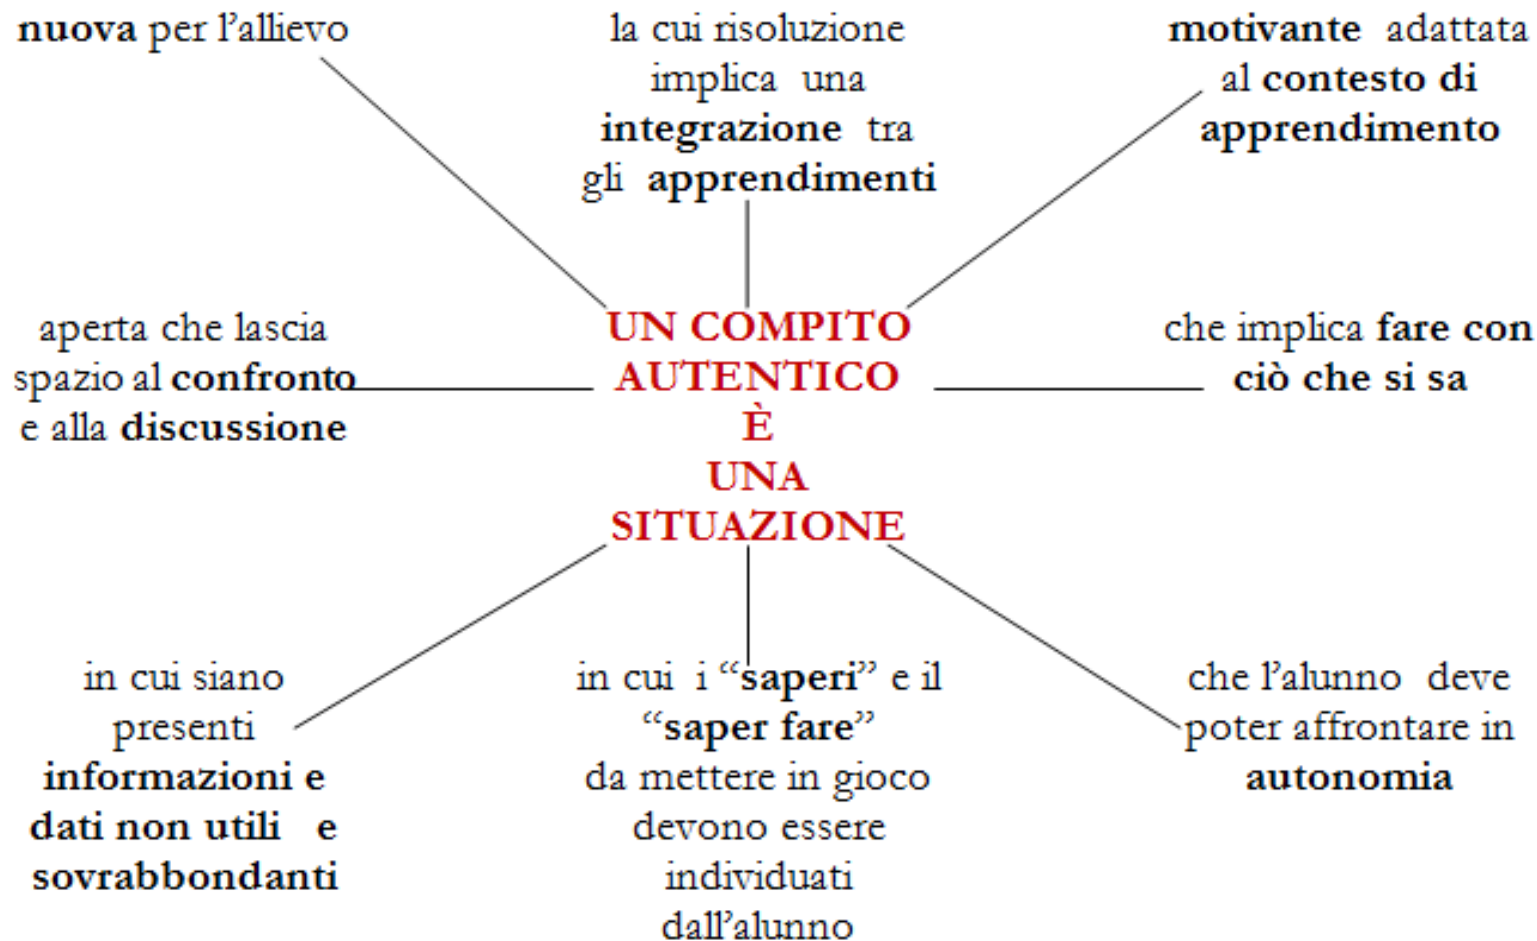 nuova per l'allievo
la cui risoluzione
implica una
integrazione tra
gli apprendimenti
motivante adattata
al contesto di
apprendimento
aperta che lascia
spazio al confronto
e alla discussione
UN COMPITO
AUTENTICO
È
UNA
SITUAZIONE
che implica fare con
ciò che si sa
in cui siano
presenti
informazioni e
dati non utili e
sovrabbondanti
in cui i “saperi” e il
“saper fare”
da mettere in gioco
devono essere
individuati
dall'alunno
che l'alunno deve
poter affrontare in
autonomia